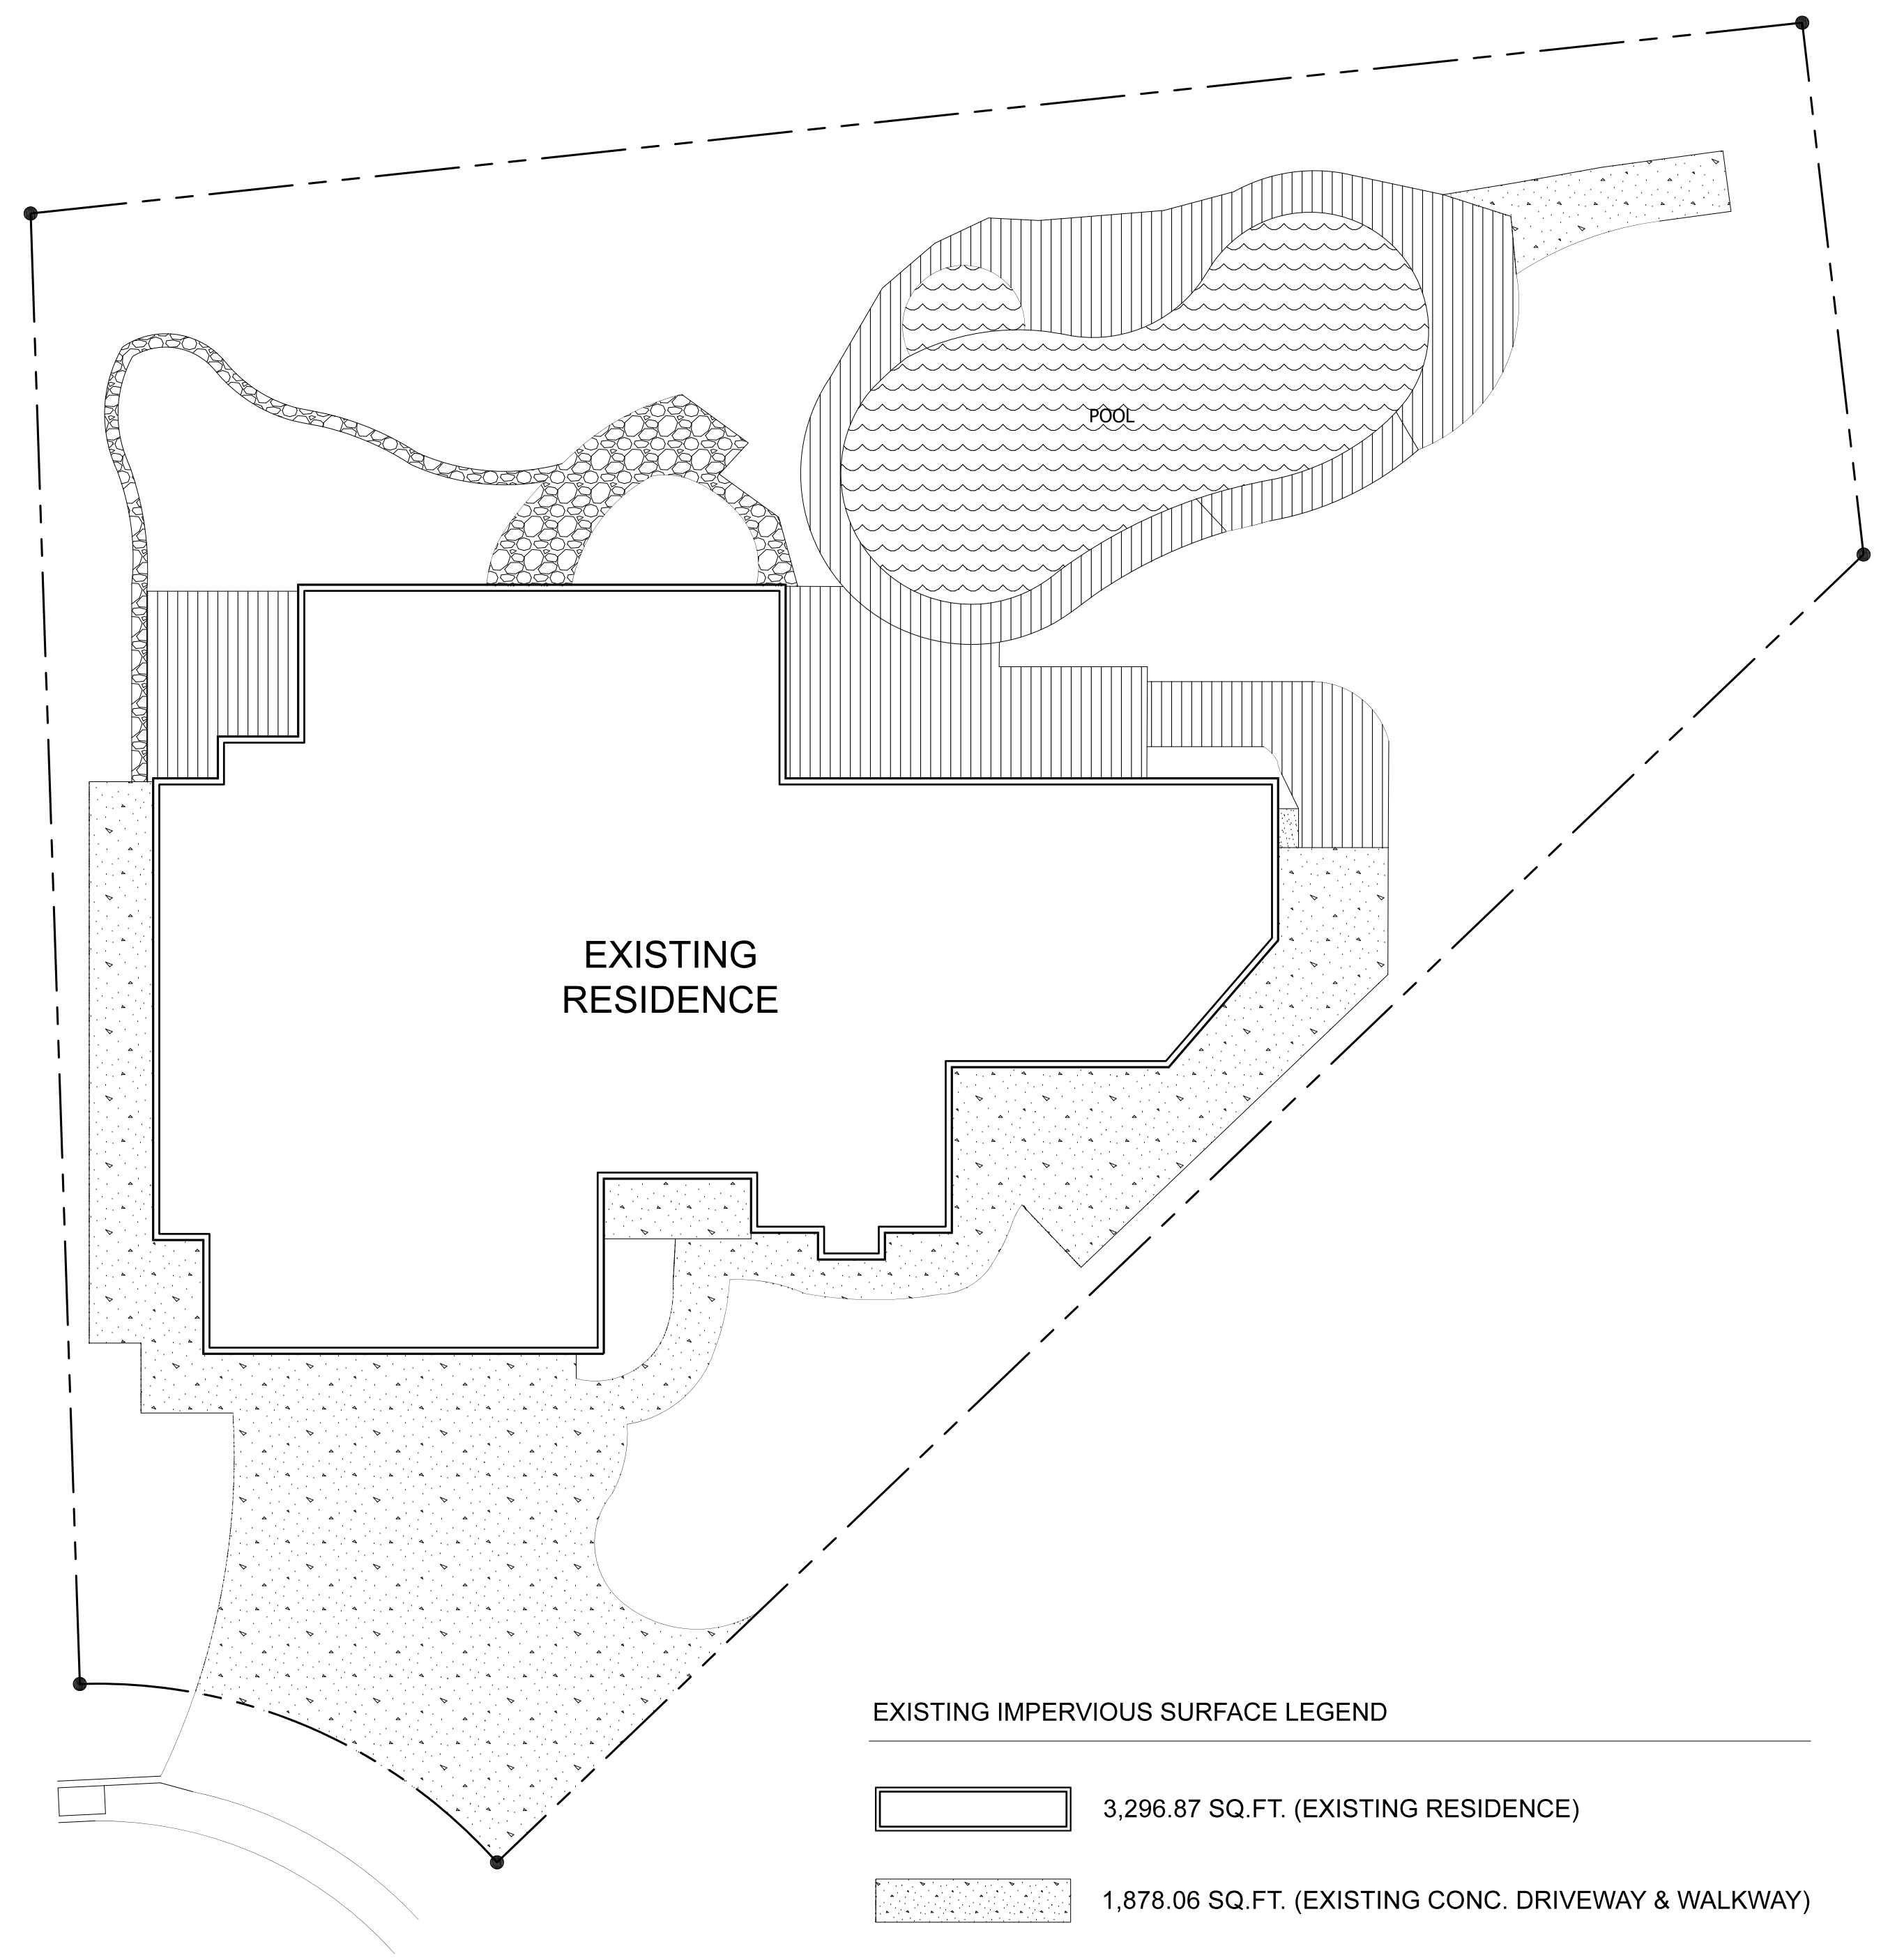 POOL
EXISTING
RESIDENCE
EXISTING IMPERVIOUS SURFACE LEGEND
3,296.87 SQ.FT. (EXISTING RESIDENCE)
1,878.06 SQ.FT. (EXISTING CONC. DRIVEWAY & WALKWAY)